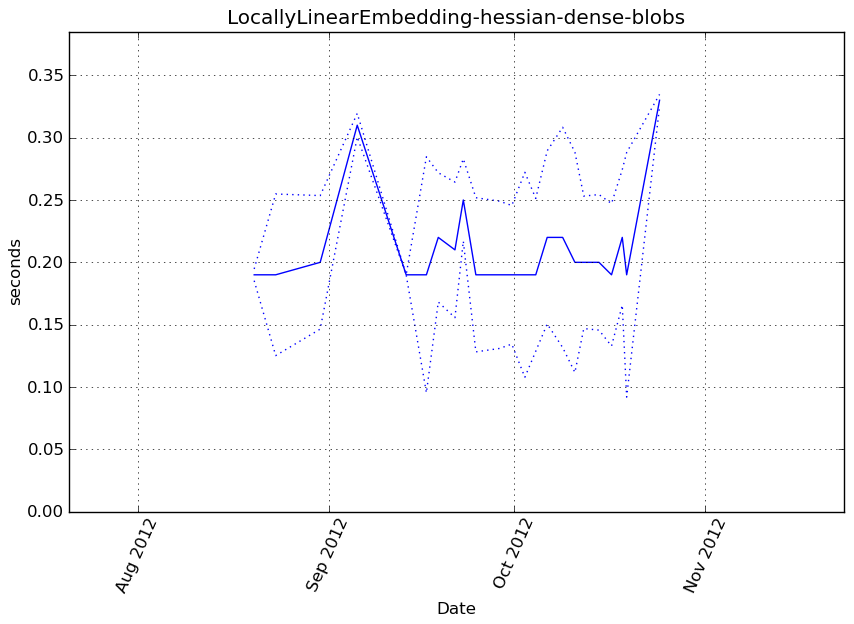 LocallyLinearEmbedding-hessian-dense-blobs
0.35
0.30
0.25
0.20
0.15
0.10
0.05
0.00
seconds
Aug 2012
Sep 2012
Oct 2012
Nov 2012
Date